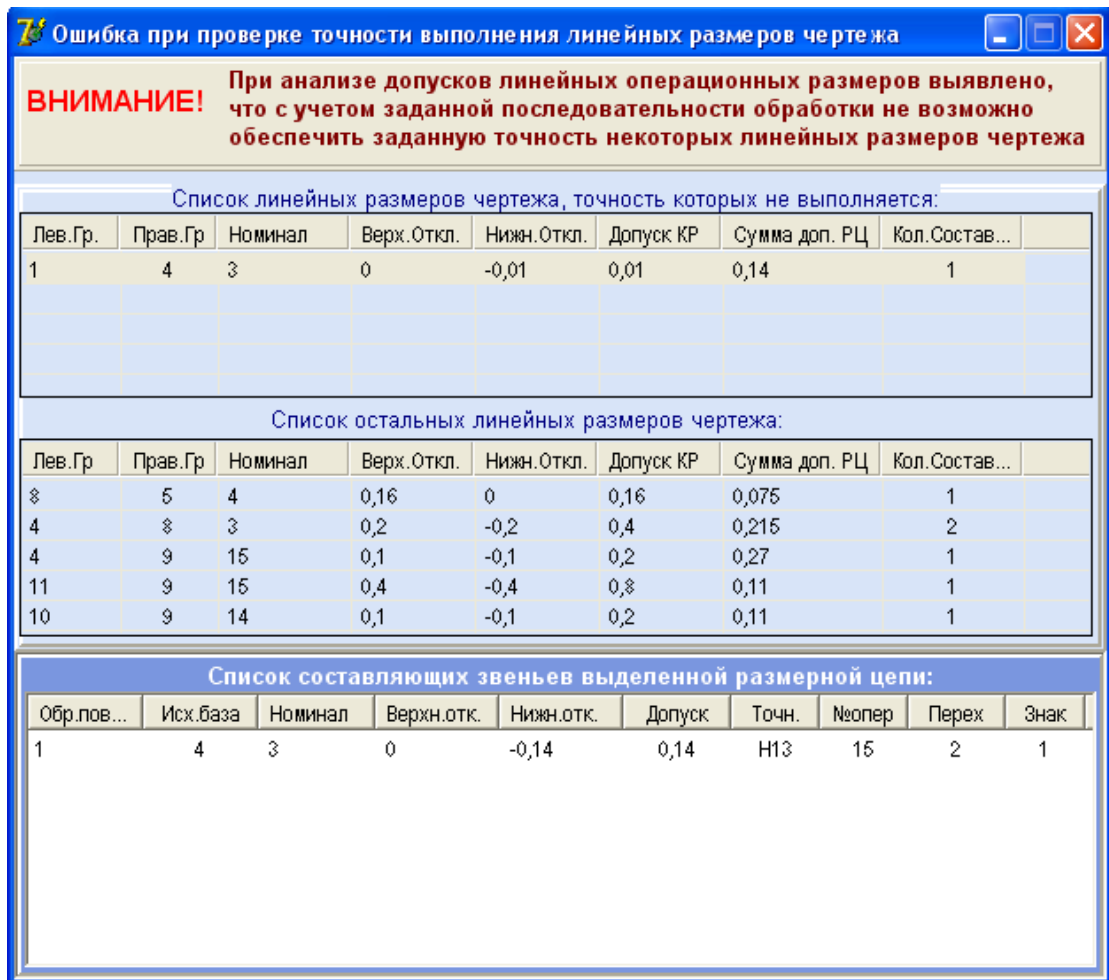 Ошибка при проверке точности выполнения линейных размеров чертежа
ВНИМАНИЕ!
При анализе допусков линейных операционных размеров выявлено,
что с учетом заданной последовательности обработки не возможно
обеспечить заданную точность некоторых линейных размеров чертежа
Список линейных размеров чертежа, точность которых не выполняется:
Лев.Гр. Прав.Гр Номинал Верх.Откл. Нижн.Откл. Допуск КР Сумма доп. РЦ Кол.Состав...
1 4 3 0 -0,01 0,01 0,14 1
Список остальных линейных размеров чертежа:
Лев.Гр Прав.Гр Номинал Верх.Откл. Нижн.Откл. Допуск КР Сумма доп. РЦ Кол.Состав...
8 5 4 0,16 0 0,16 0,075 1
4 8 3 0,2 -0,2 0,4 0,215 2
4 9 15 0,1 -0,1 0,2 0,27 1
11 9 15 0,4 -0,4 0,8 0,11 1
10 9 14 0,1 -0,1 0,2 0,11 1
Список составляющих звеньев выделенной размерной цепи:
Обр.пов... Исх.база Номинал Верхн.отк. Нижн.отк. Допуск Точн. №опер Перех Знак
1 4 3 0 -0,14 0,14 H13 15 2 1